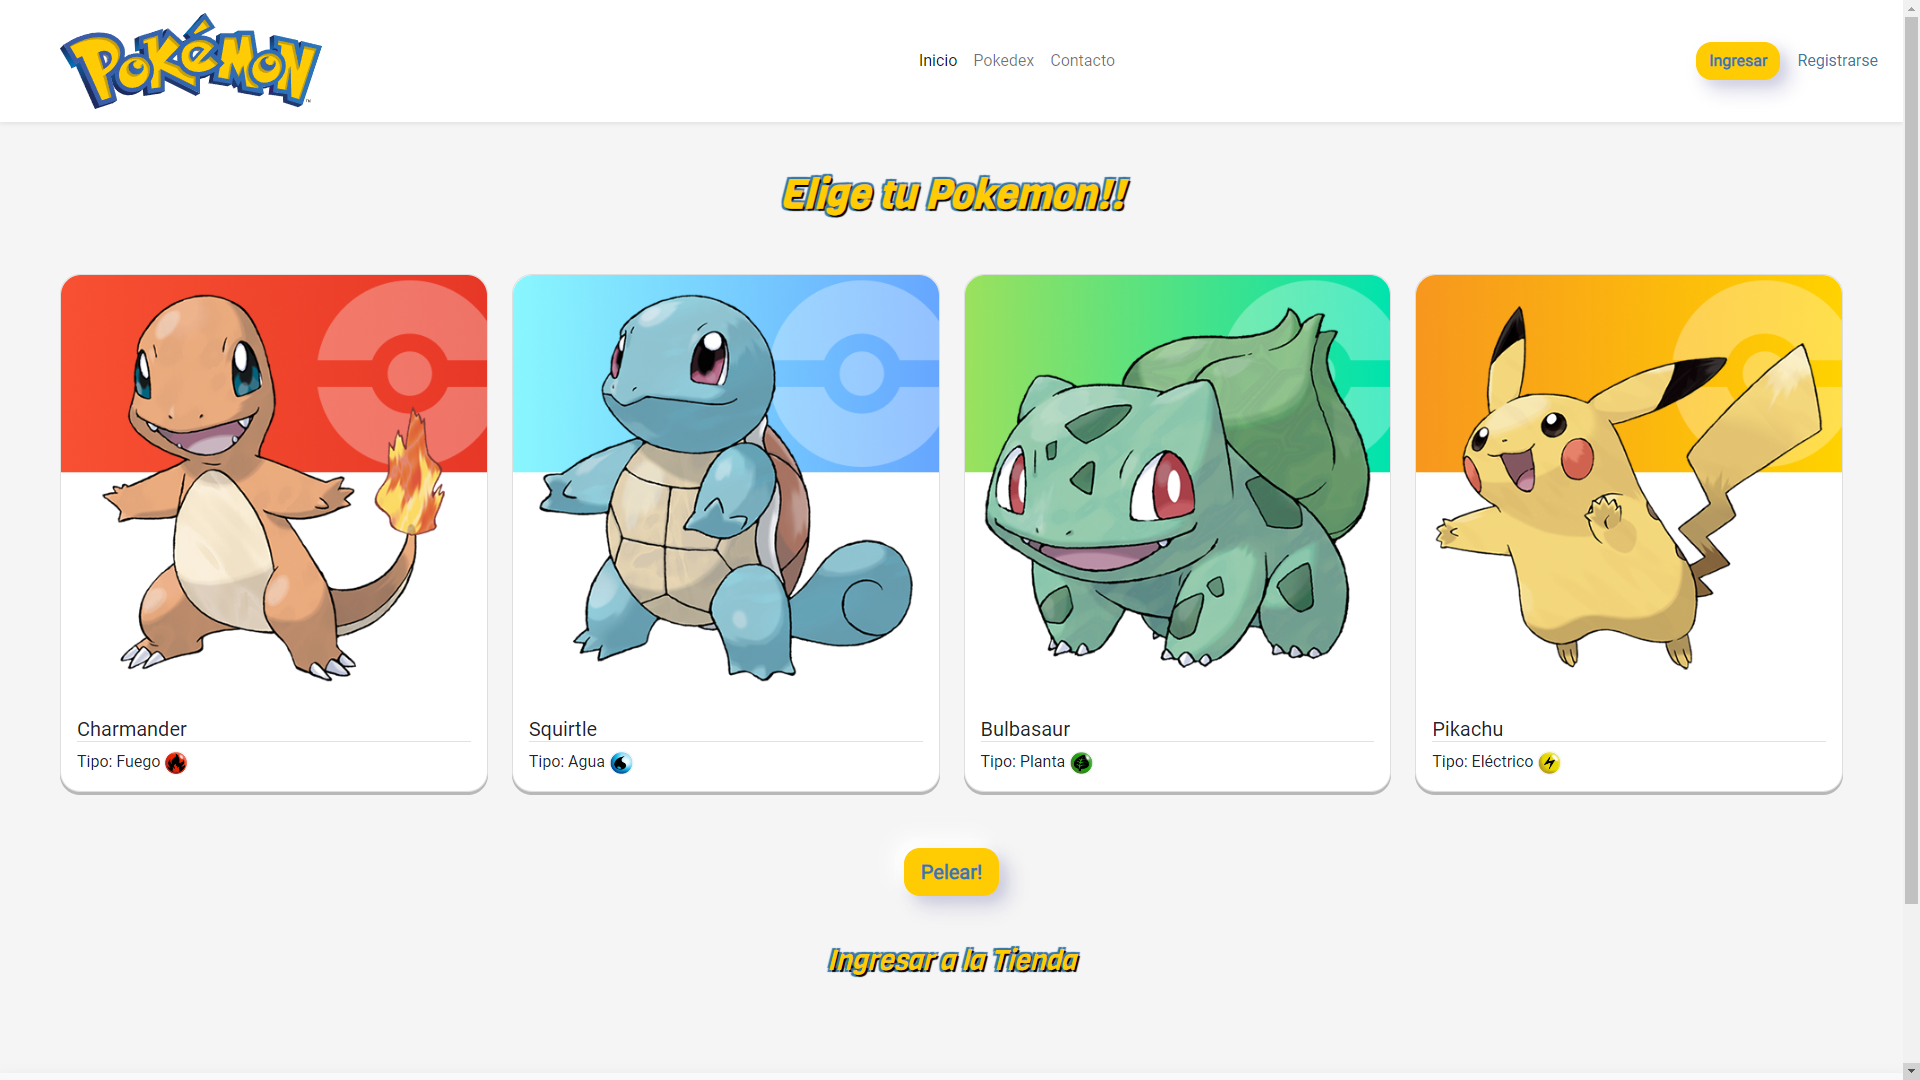 Pokémon
Inicio Pokedex Contacto
Ingresar Registrarse
Elige tu Pokemon!!
Charmander
Tipo: Fuego
Squirtle
Tipo: Agua
Bulbasaur
Tipo: Planta
Pikachu
Tipo: Eléctrico
Pelear!
Ingresar a la Tienda